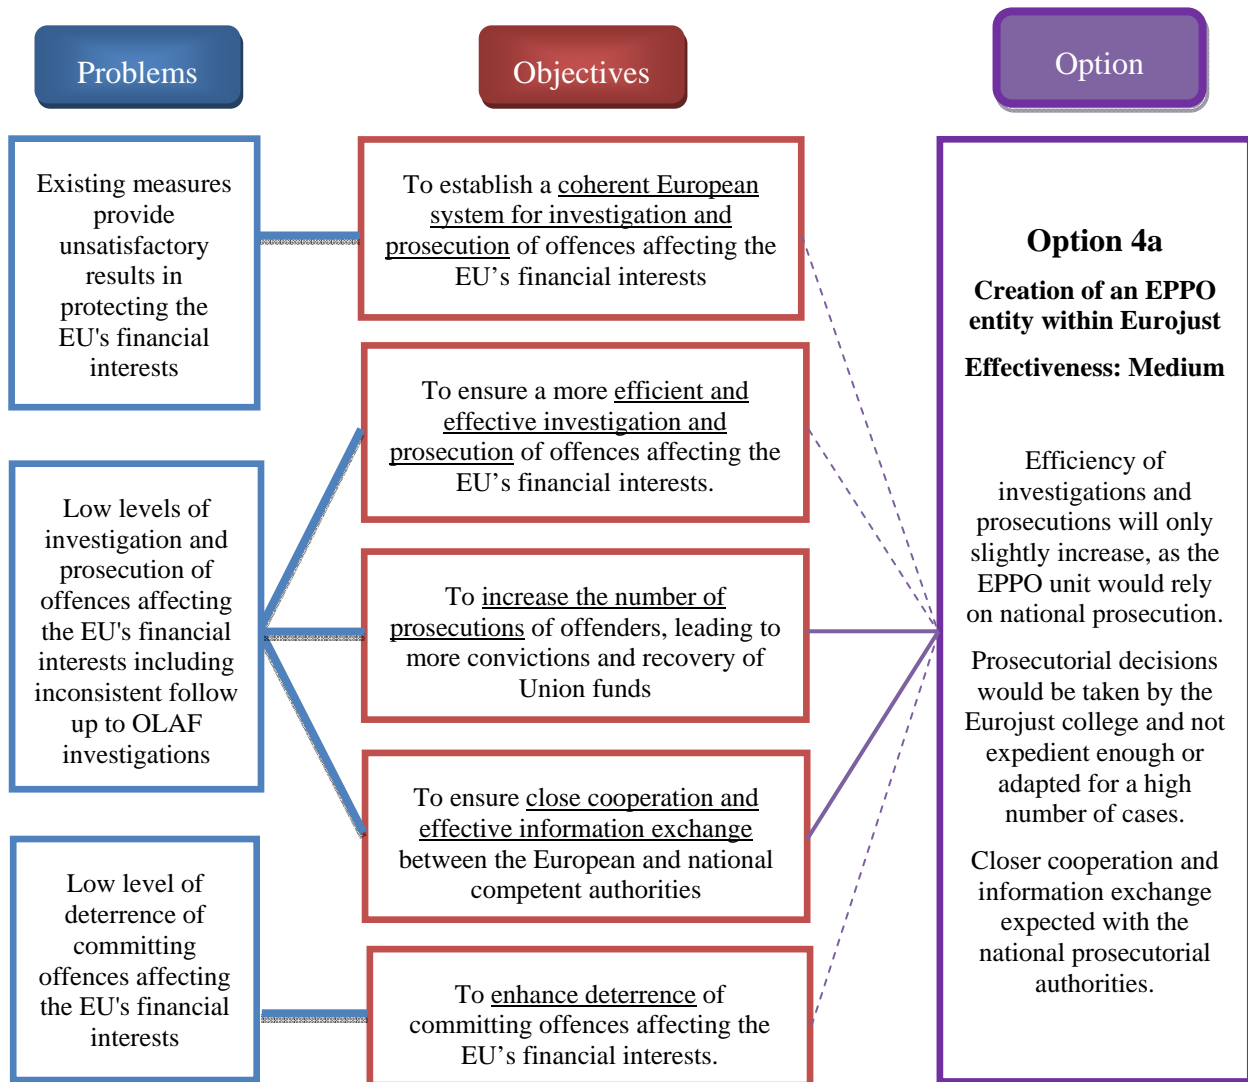 Problems
Objectives
Option
Existing measures
provide
unsatisfactory
results in
protecting the
EU's financial
interests
Low levels of
investigation and
prosecution of
offences affecting
the EU's financial
interests including
inconsistent follow
up to OLAF
investigations
Low level of
deterrence of
committing
offences affecting
the EU's financial
interests
To establish a coherent European
system for investigation and
prosecution of offences affecting the
EU’s financial interests
To ensure a more efficient and
effective investigation and
prosecution of offences affecting the
EU’s financial interests.
To increase the number of
prosecutions of offenders, leading to
more convictions and recovery of
Union funds
To ensure close cooperation and
effective information exchange
between the European and national
competent authorities
To enhance deterrence of
committing offences affecting the
EU’s financial interests.
Option 4a
Creation of an EPPO
entity within Eurojust
Effectiveness: Medium
Efficiency of
investigations and
prosecutions will only
slightly increase, as the
EPPO unit would rely
on national prosecution.
Prosecutorial decisions
would be taken by the
Eurojust college and not
expedient enough or
adapted for a high
number of cases.
Closer cooperation and
information exchange
expected with the
national prosecutorial
authorities.